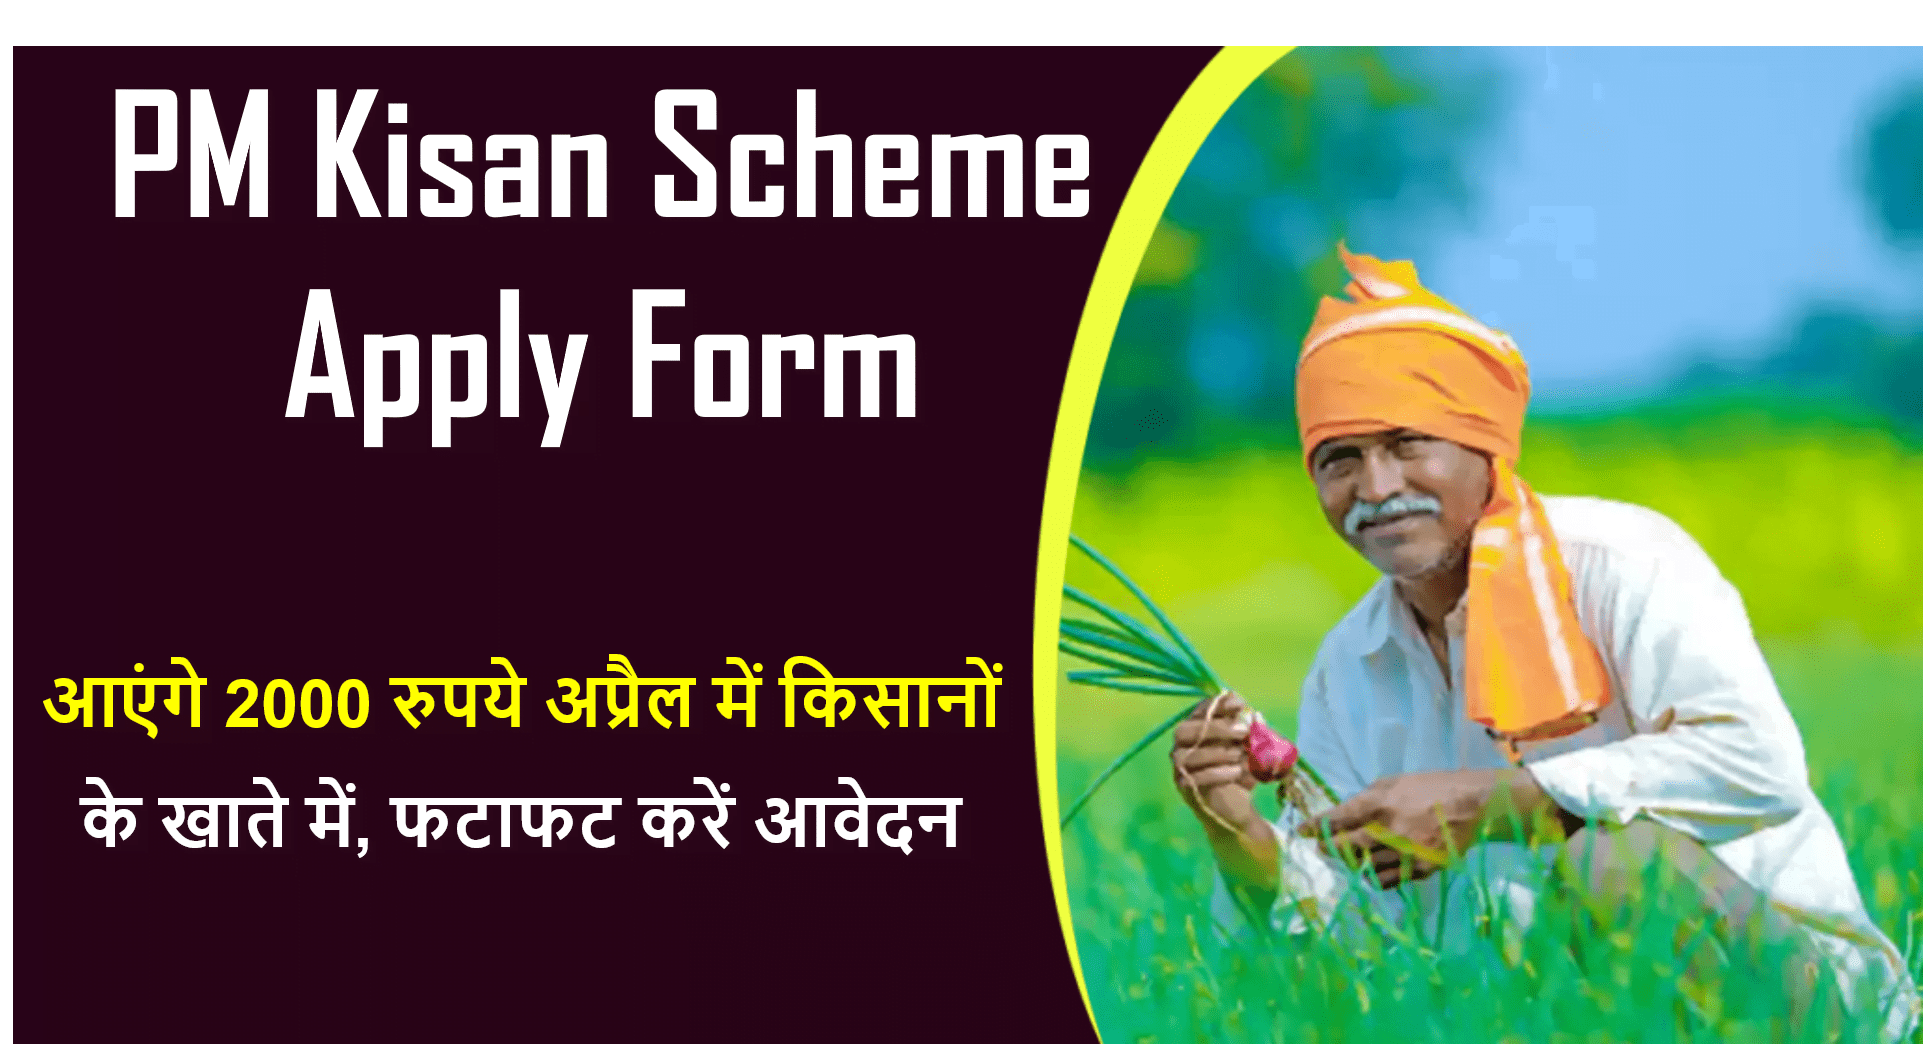 PM Kisan Scheme
Apply Form
आएंगे 2000 रुपये अप्रैल में किसानों
के खाते में, फटाफट करें आवेदन